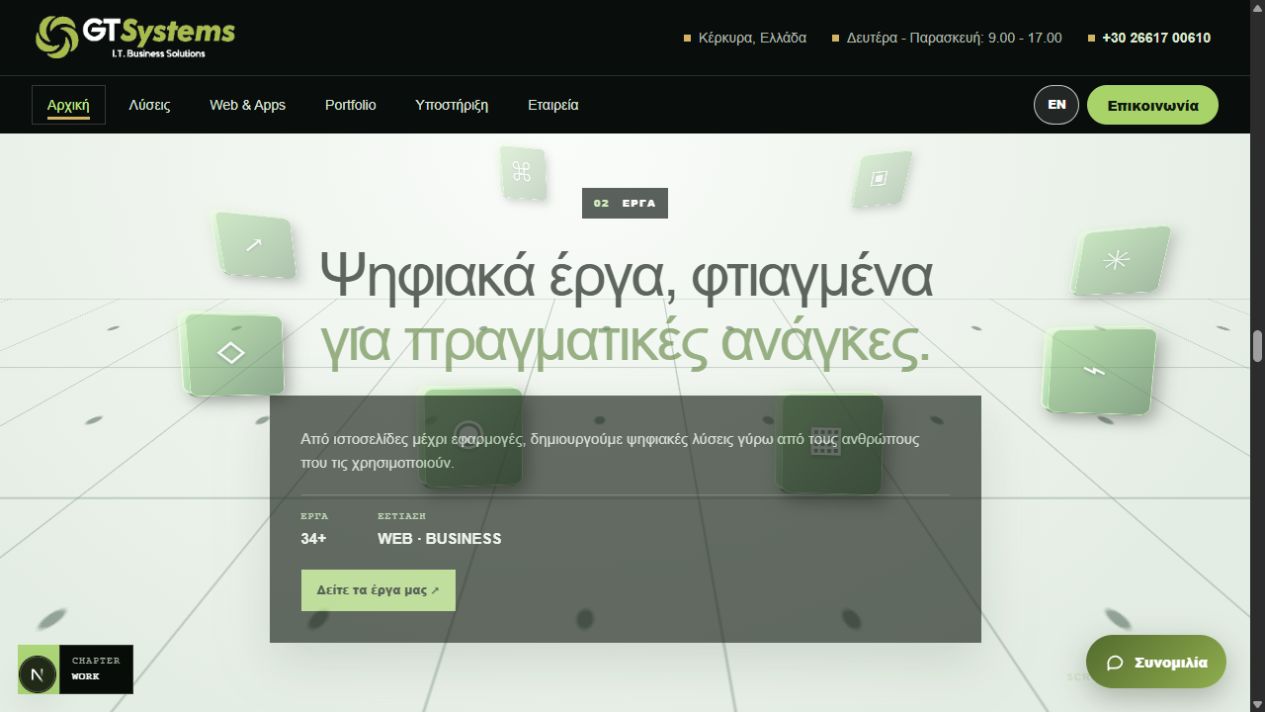 GTSystems
I.T. Business Solutions
Κέρκυρα, Ελλάδα
Δευτέρα - Παρασκευή: 9.00 - 17.00
+30 26617 00610
Αρχική
Λύσεις
Web & Apps
Portfolio
Υποστήριξη
Εταιρεία
EN
Επικοινωνία
02 ΕΡΓΑ
Ψηφιακά έργα, φτιαγμένα
για πραγματικές ανάγκες.
Από ιστοσελίδες μέχρι εφαρμογές, δημιουργούμε ψηφιακές λύσεις γύρω από τους ανθρώπους
που τις χρησιμοποιούν.
ΕΡΓΑ
ΕΣΤΙΑΣΗ
34+
WEB · BUSINESS
Δείτε τα έργα μας ↗
N
CHAPTER
WORK
Συνομιλία